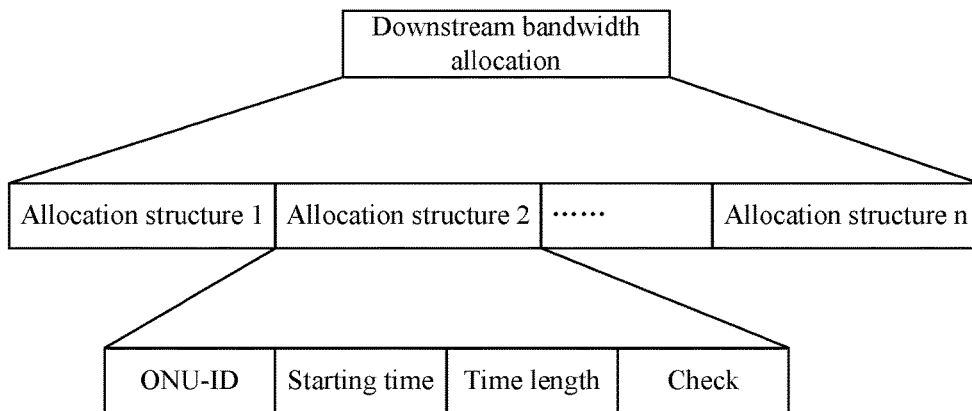 Downstream bandwidth
allocation
Allocation structure 1
Allocation structure 2
······
Allocation structure n
ONU-ID
Starting time
Time length
Check